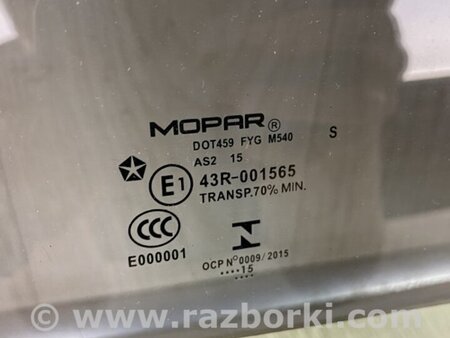 MOPAR®
DOT459 FYG M540
S
AS2 15
E1 43R-001565
TRANSP.70% MIN.
CCC
E000001
OCP Nº0009/2015
....15....
www.razborki.com